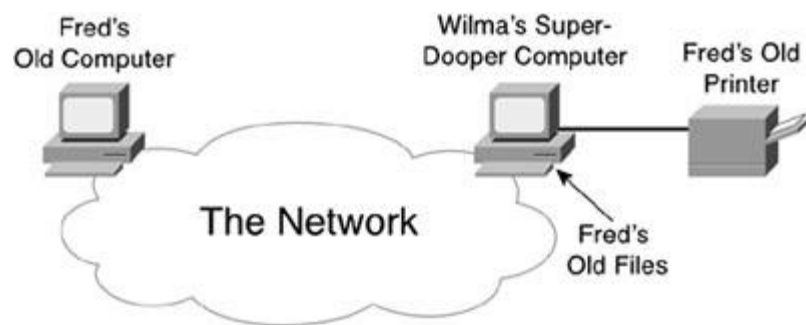 Fred's
Old Computer
Wilma's Super-
Dooper Computer
Fred's Old
Printer
The Network
Fred's
Old Files